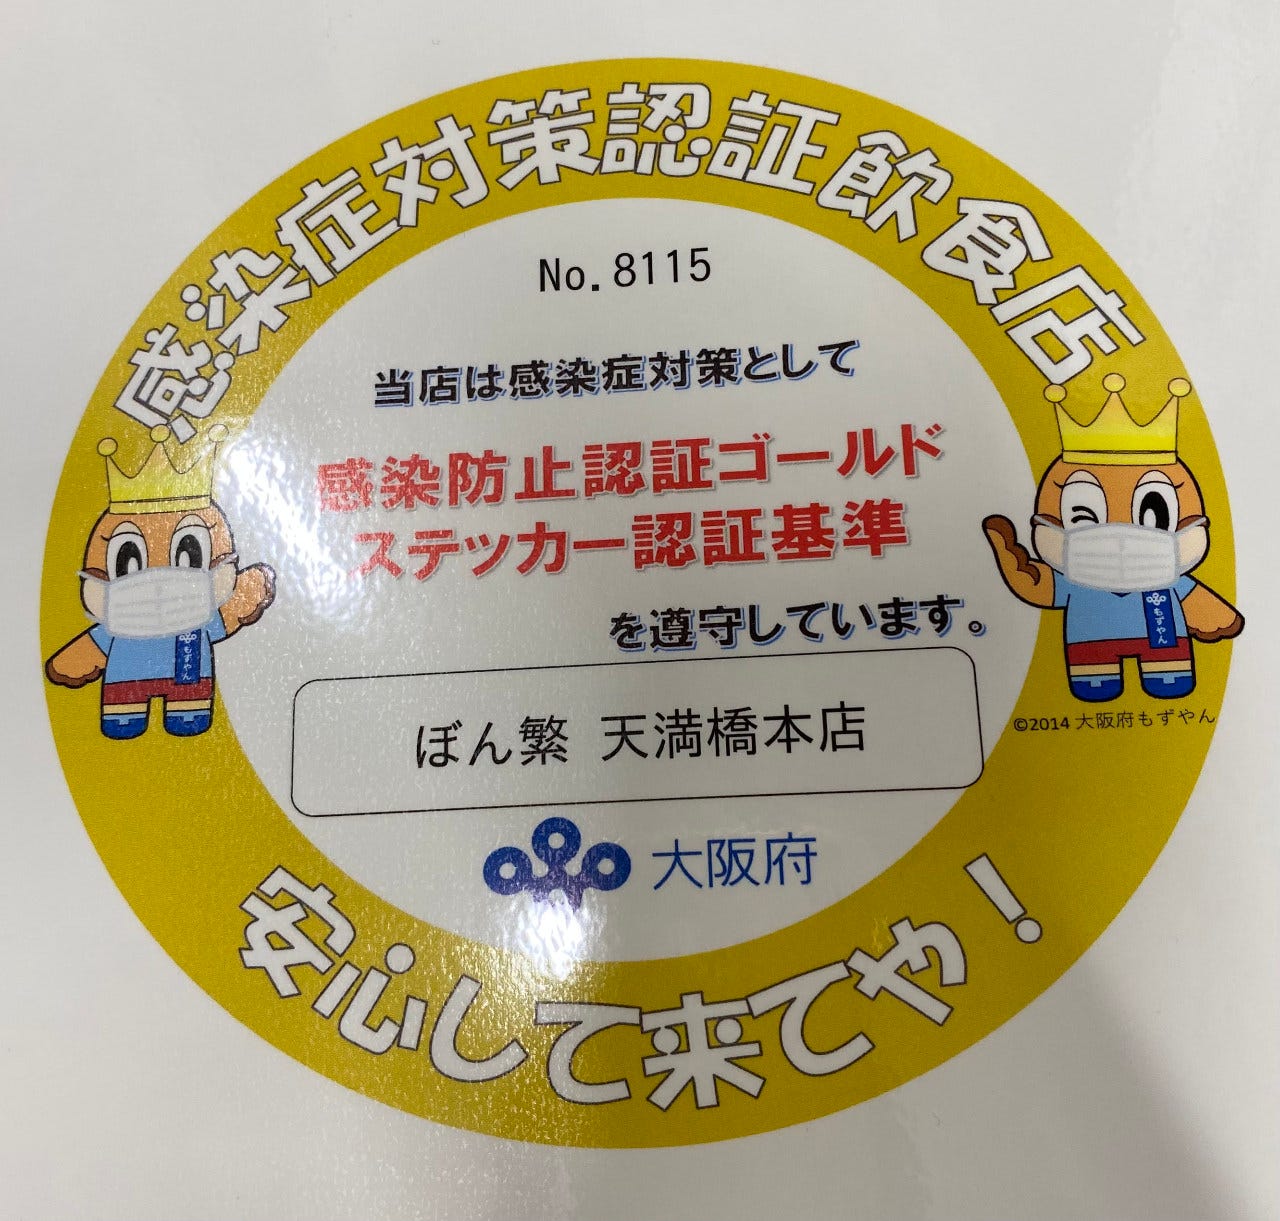 感染症対策認証飲食店
No.8115
当店は感染症対策として
感染防止認証ゴールド
ステッカー認証基準
を遵守しています。
もずやん
もずやん
©2014 大阪府もずやん
ぼん繁 天満橋本店
大阪府
安心して来てや！